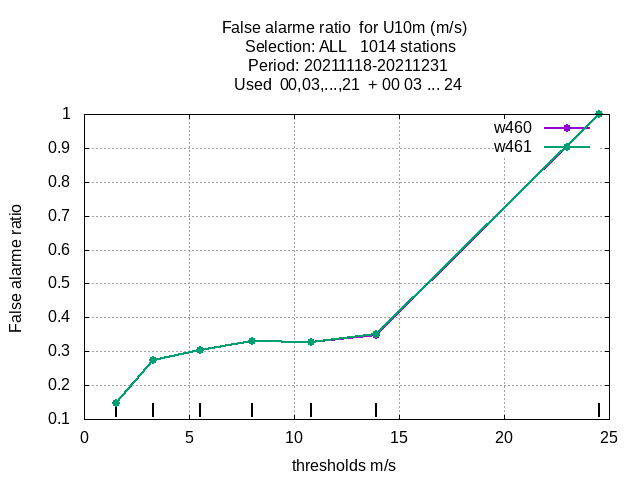 False alarme ratio  for U10m (m/s)
Selection: ALL   1014 stations
Period: 20211118-20211231
Used  00,03,...,21  + 00 03 ... 24
w460
w461
False alarme ratio
1
0.9
0.8
0.7
0.6
0.5
0.4
0.3
0.2
0.1
0 5 10 15 20 25
thresholds m/s